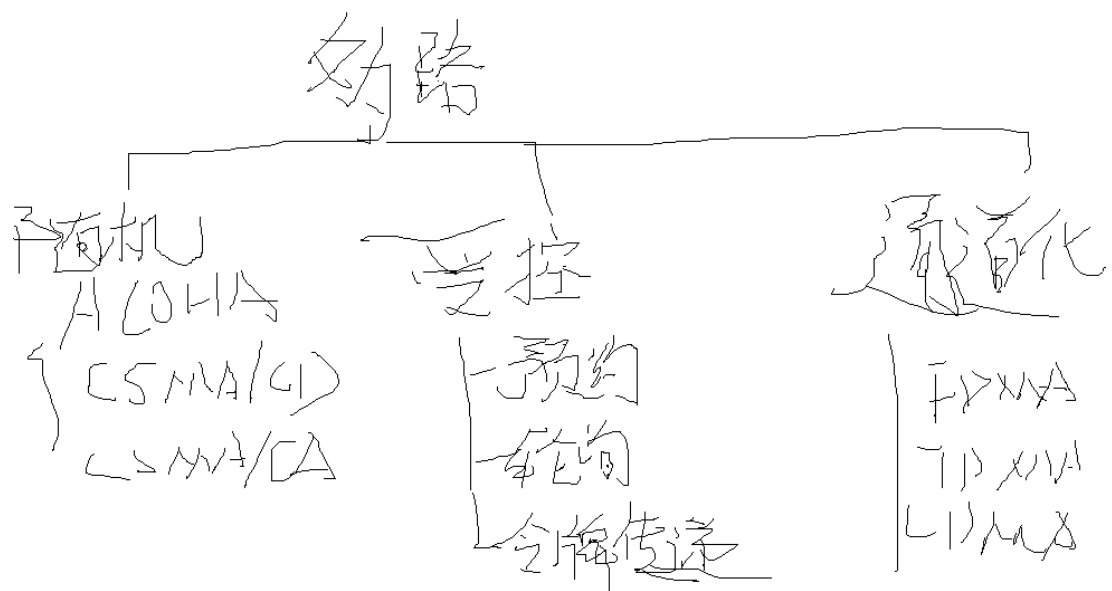 多路
随机
受控
通道化
ALOHA
CSMA/CD
CSMA/CA
预约
轮询
令牌传递
FDMA
TDMA
CDMA